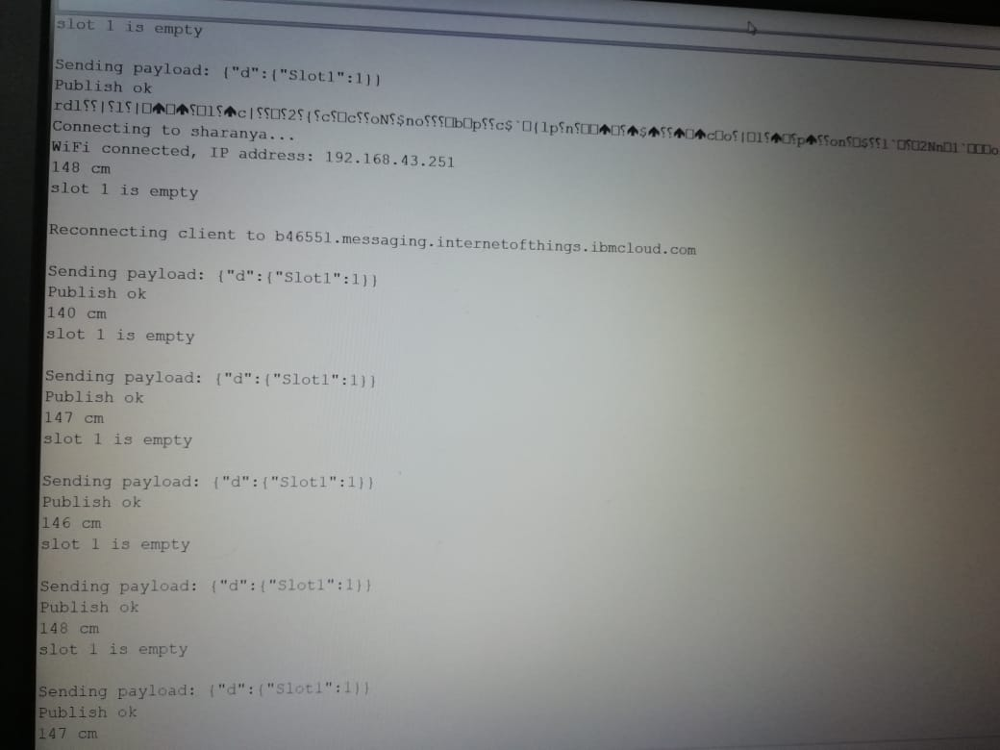 slot 1 is empty
Sending payload: {"d":{"Slot1":1}}
Publish ok
Connecting to sharanya...
WiFi connected, IP address: 192.168.43.251
148 cm
slot 1 is empty
Reconnecting client to b46551.messaging.internetofthings.ibmcloud.com
Sending payload: {"d":{"Slot1":1}}
Publish ok
140 cm
slot 1 is empty
Sending payload: {"d":{"Slot1":1}}
Publish ok
147 cm
slot 1 is empty
Sending payload: {"d":{"Slot1":1}}
Publish ok
146 cm
slot 1 is empty
Sending payload: {"d":{"Slot1":1}}
Publish ok
148 cm
slot 1 is empty
Sending payload: {"d":{"Slot1":1}}
Publish ok
147 cm